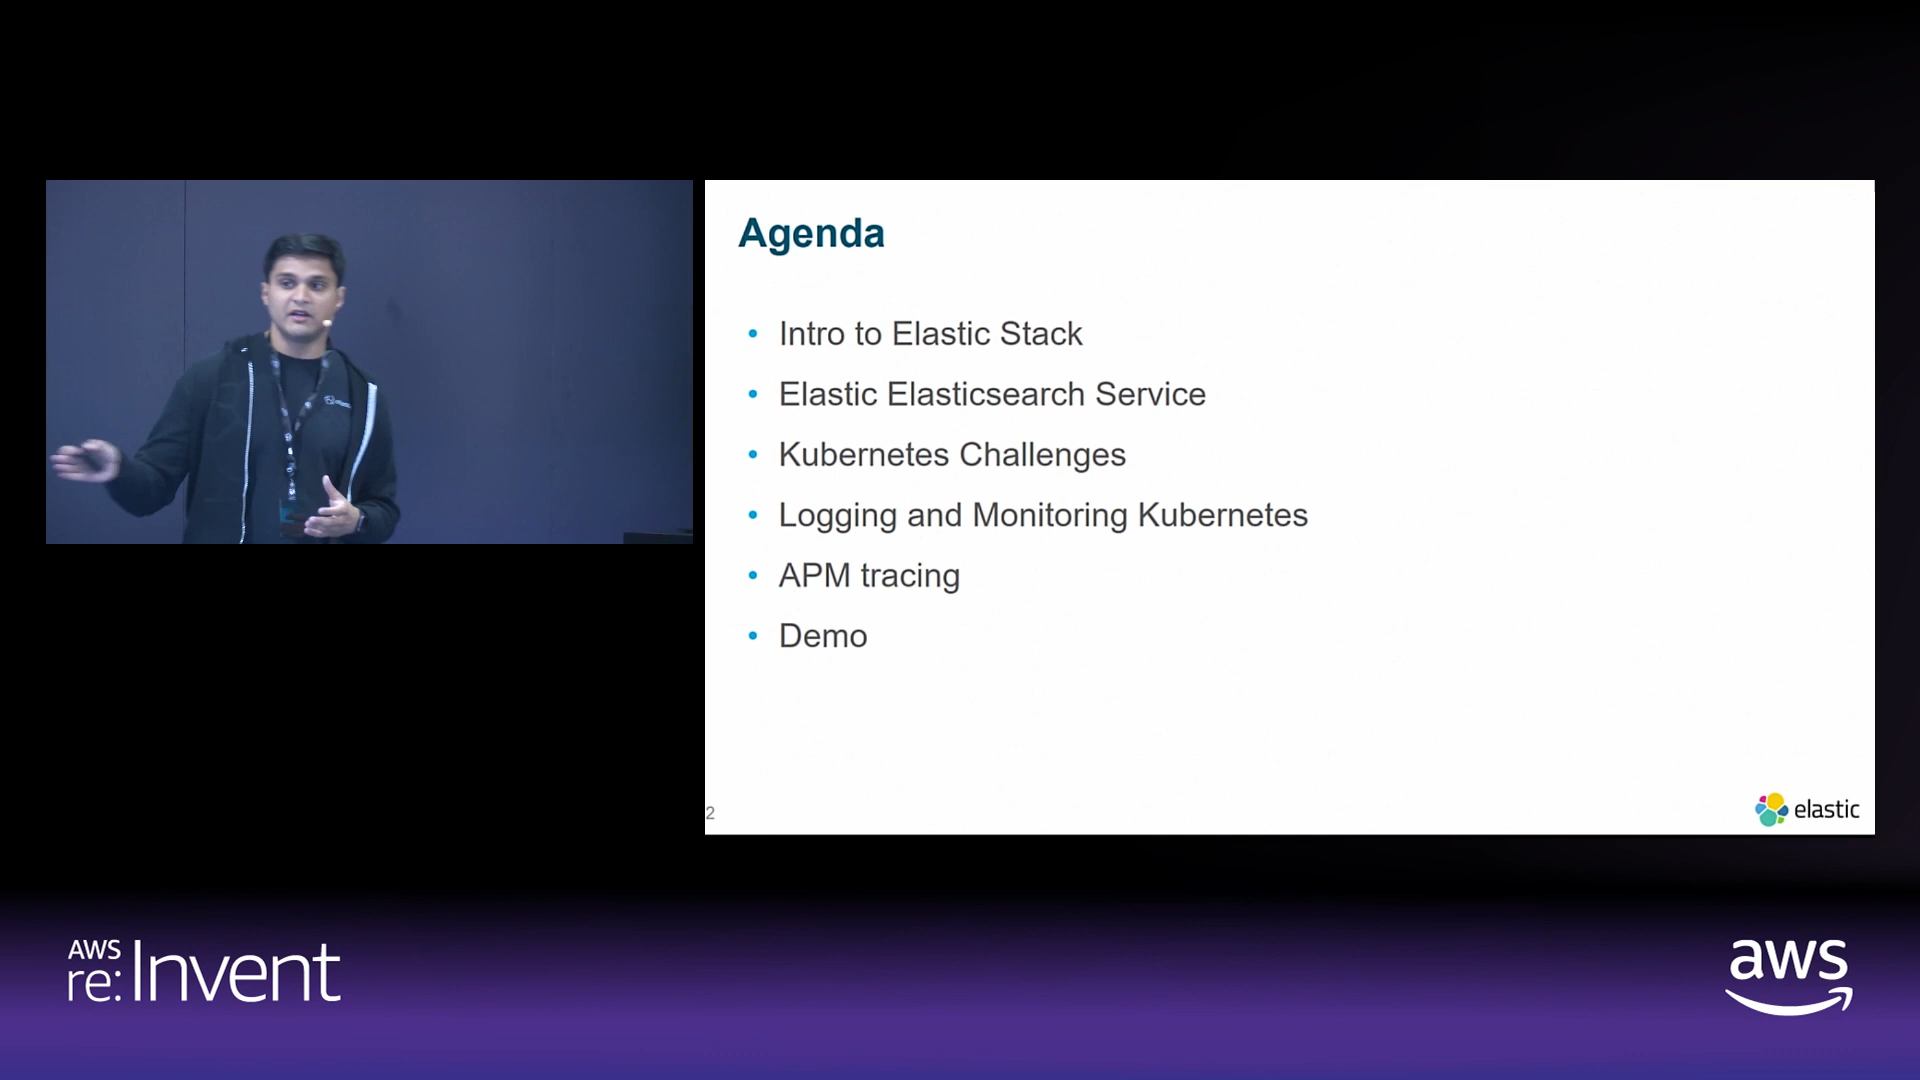 Agenda
• Intro to Elastic Stack
• Elastic Elasticsearch Service
• Kubernetes Challenges
• Logging and Monitoring Kubernetes
• APM tracing
• Demo
2
elastic
AWS
re:Invent
aws